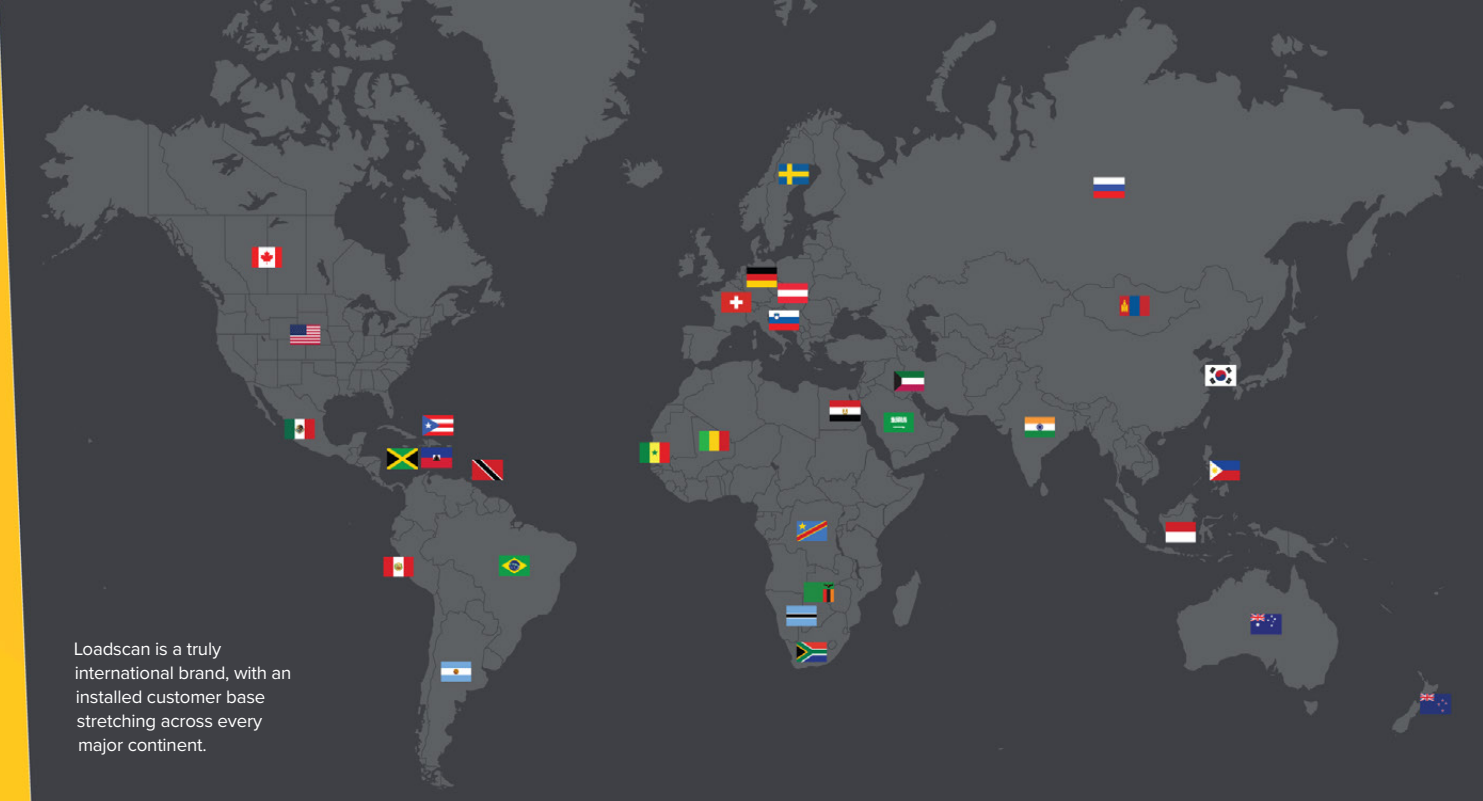 Loadscan is a truly
international brand, with an
installed customer base
stretching across every
major continent.